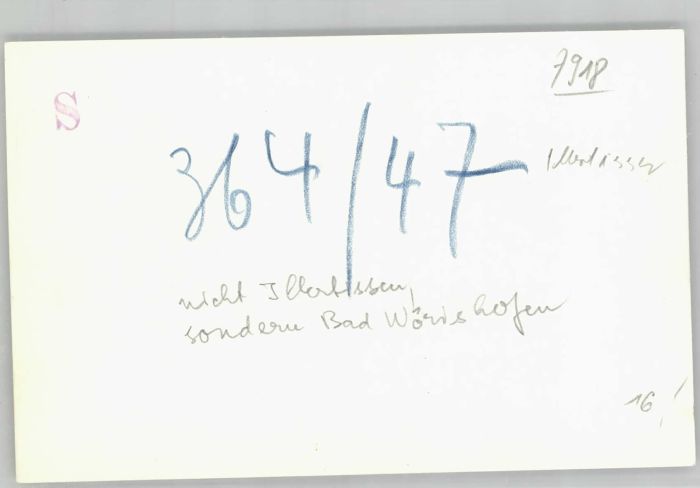 7918
S
364/47 Illertissen
nicht Illertissen,
sondern Bad Wörishofen
16,/